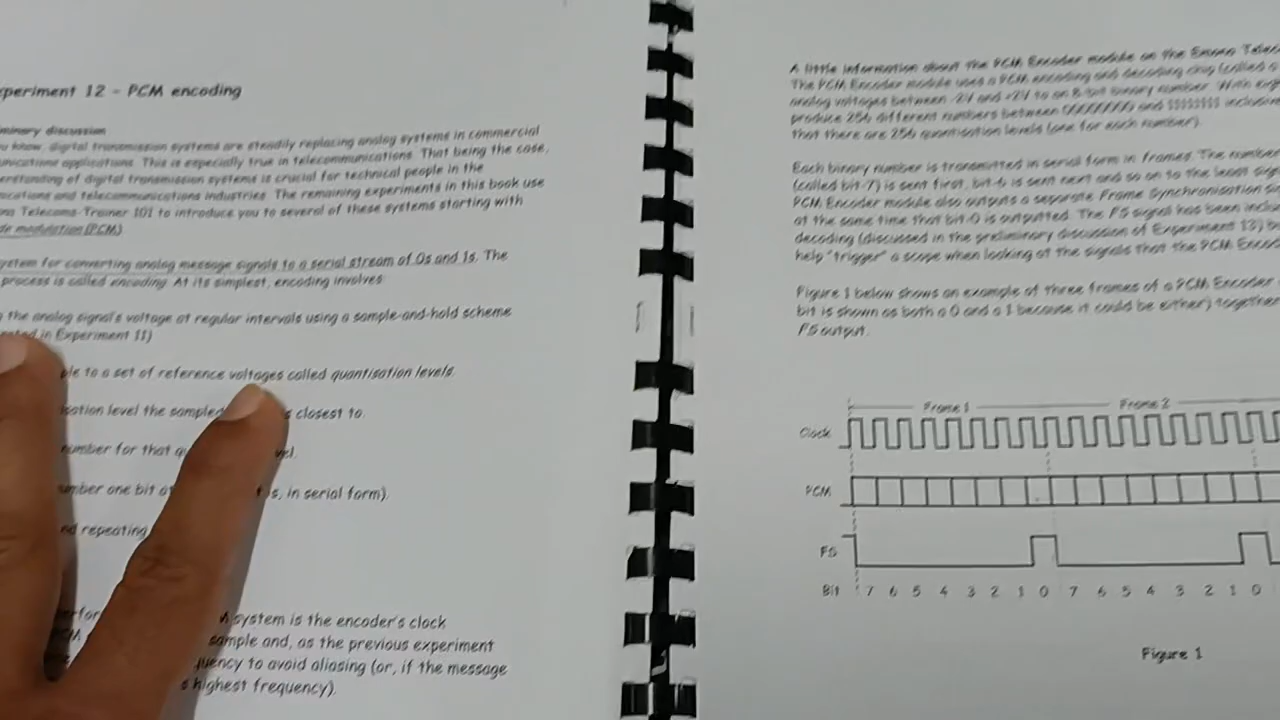 periment 12 - PCM encoding
minary discussion
u know, digital transmission systems are steadily replacing analog systems in commercial
unications applications. This is especially true in telecommunications. That being the case,
erstanding of digital transmission systems is crucial for technical people in the
ications and telecommunications industries. The remaining experiments in this book use
na Telecoms-Trainer 101 to introduce you to several of these systems starting with
de modulation (PCM).
ystem for converting analog message signals to a serial stream of 0s and 1s. The
process is called encoding. At its simplest, encoding involves:
the analog signal's voltage at regular intervals using a sample-and-hold scheme
ated in Experiment 11)
ple to a set of reference voltages called quantisation levels.
isation level the sampled is closest to.
number for that
umber one bit in serial form).
nd repeating
system is the encoder's clock
sample and, as the previous experiment
uency to avoid aliasing (or, if the message
s highest frequency).
A little information about the PCM Encoder module on the Emona
The PCM Encoder module uses a PCM encoding and decoding chip (called a
analog voltages between -2V and +2V to an 8-bit binary number. With
produce 256 different numbers between 00000000 and 11111111
that there are 256 quantisation levels (one for each number).
Each binary number is transmitted in serial form in frames. The
(called bit-7) is sent first, bit-6 is sent next and so on to the least
PCM Encoder module also outputs a separate Frame Synchronisation
at the same time that bit-0 is outputted. The FS signal has been
decoding (discussed in the preliminary discussion of Experiment 13)
help "trigger" a scope when looking at the signals that the PCM
Figure 1 below shows an example of three frames of a PCM Encoder
bit is shown as both a 0 and a 1 because it could be either) together
FS output.
Frame 1 Frame 2
Clock
PCM
FS
Bit 7 6 5 4 3 2 1 0 7 6 5 4 3 2 1 0
Figure 1